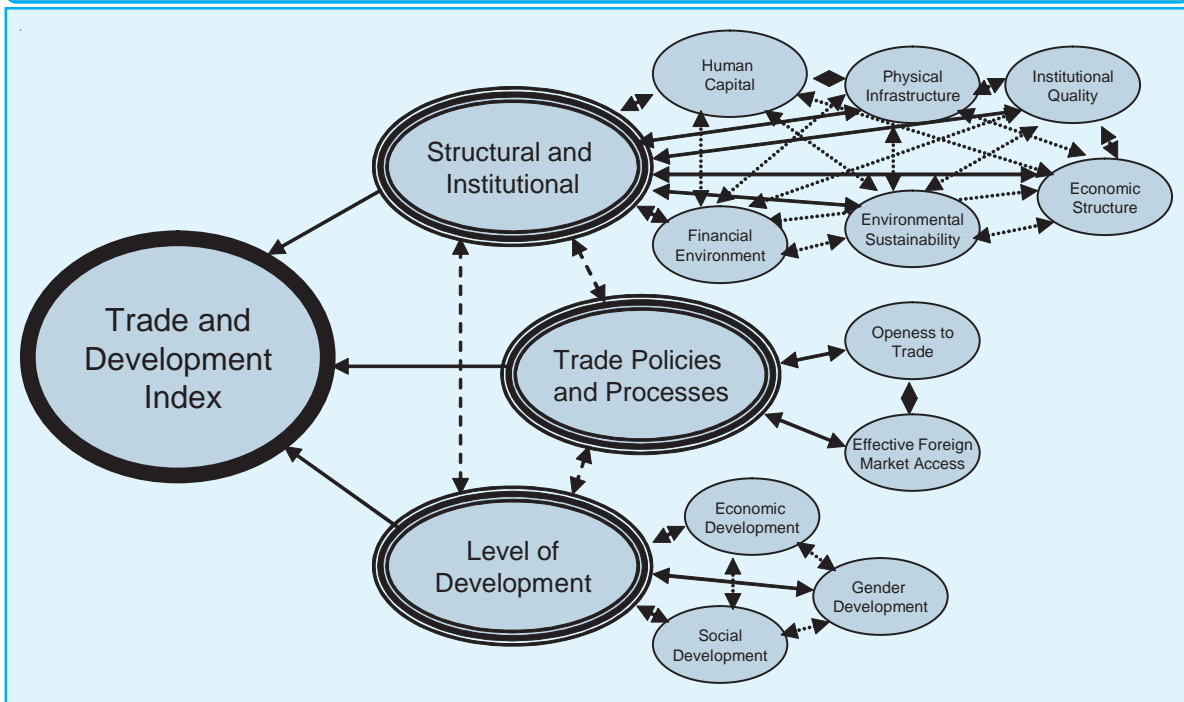 Human
Capital
Physical
Infrastructure
Institutional
Quality
Structural and
Institutional
Economic
Structure
Financial
Environment
Environmental
Sustainability
Trade and
Development
Index
Trade Policies
and Processes
Openess to
Trade
Effective Foreign
Market Access
Level of
Development
Economic
Development
Gender
Development
Social
Development